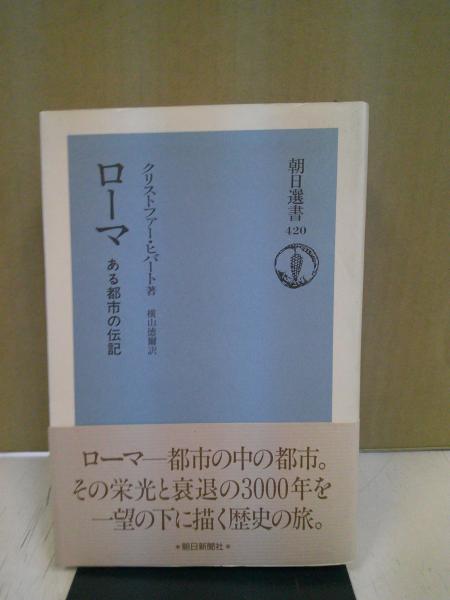 朝日選書
420
ローマ
ある都市の伝記
クリストファー・ヒバート著
横山徳爾訳
ローマ—都市の中の都市。
その栄光と衰退の3000年を
一望の下に描く歴史の旅。
*朝日新聞社*